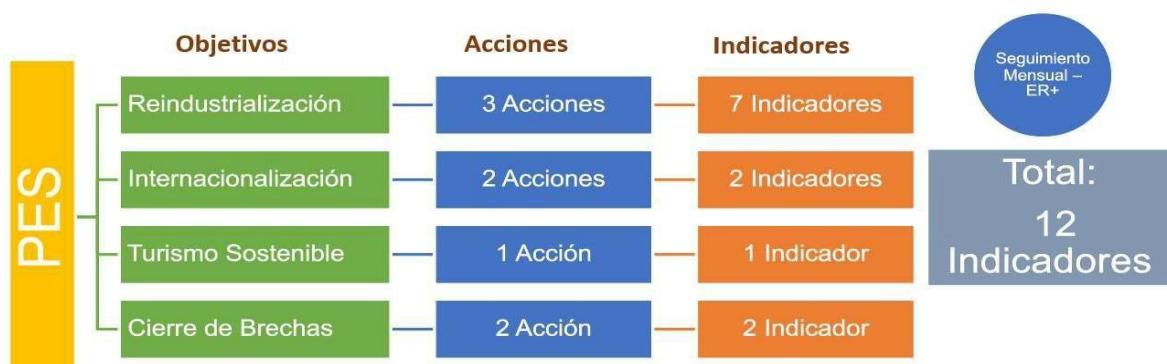 Objetivos
Acciones
Indicadores
PES
Reindustrialización
3 Acciones
7 Indicadores
Internacionalización
2 Acciones
2 Indicadores
Turismo Sostenible
1 Acción
1 Indicador
Cierre de Brechas
2 Acción
2 Indicador
Seguimiento
Mensual –
ER+
Total:
12
Indicadores